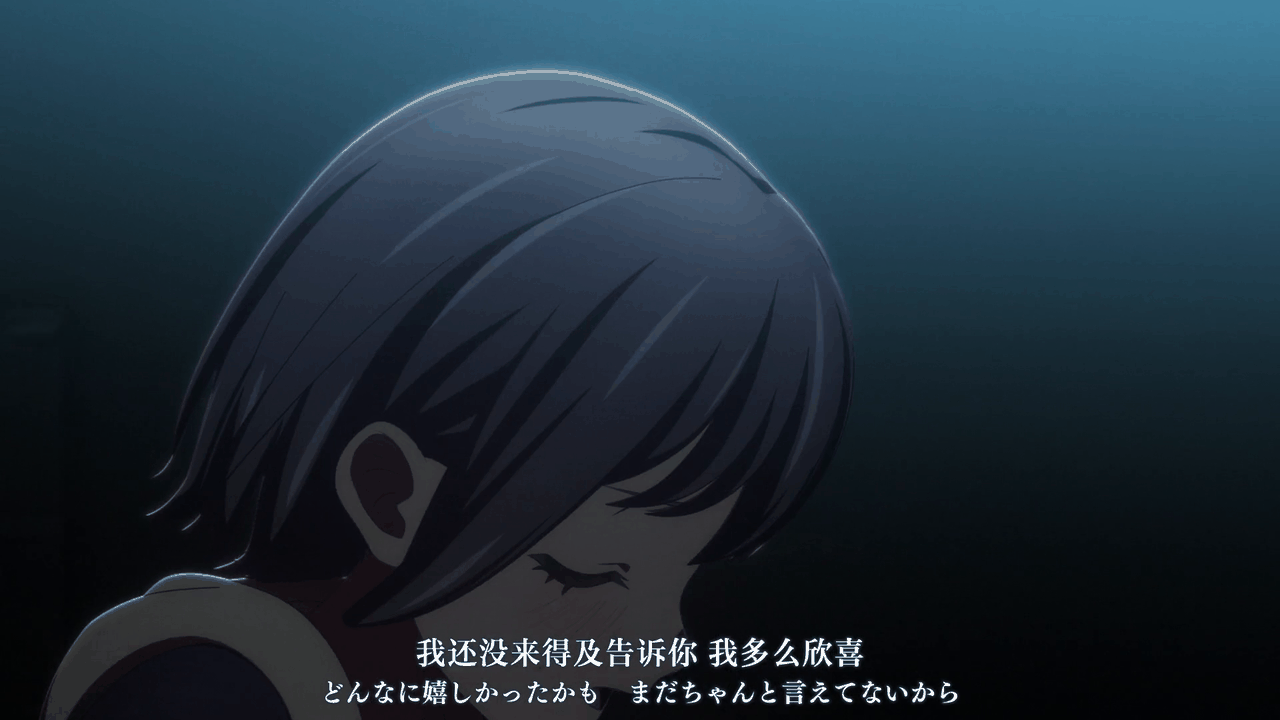 我还没来得及告诉你 我多么欣喜
どんなに嬉しかったかも　まだちゃんと言えてないから